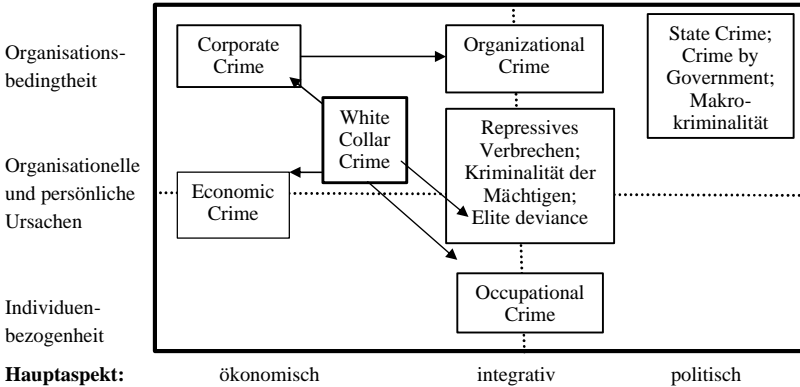 Organisations-
bedingtheit
Corporate
Crime
Organizational
Crime
State Crime;
Crime by
Government;
Makro-
kriminalität
White
Collar
Crime
Repressives
Verbrechen;
Kriminalität der
Mächtigen;
Elite deviance
Organisationelle
und persönliche
Ursachen
Economic
Crime
Individuen-
bezogenheit
Occupational
Crime
Hauptaspekt: ökonomisch integrativ politisch